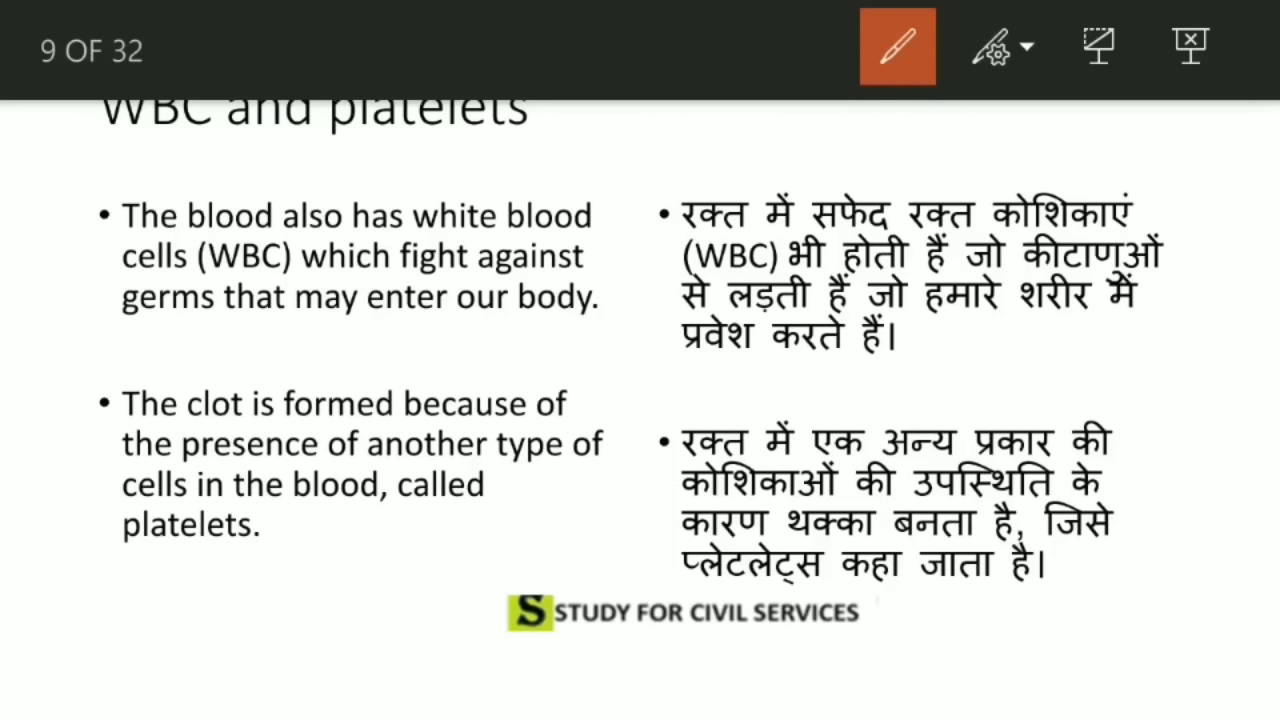 9 OF 32
WBC and platelets
• The blood also has white blood
cells (WBC) which fight against
germs that may enter our body.
• The clot is formed because of
the presence of another type of
cells in the blood, called
platelets.
• रक्त में सफेद रक्त कोशिकाएं
(WBC) भी होती हैं जो कीटाणुओं
से लड़ती हैं जो हमारे शरीर में
प्रवेश करते हैं।
• रक्त में एक अन्य प्रकार की
कोशिकाओं की उपस्थिति के
कारण थक्का बनता है, जिसे
प्लेटलेट्स कहा जाता है।
S STUDY FOR CIVIL SERVICES